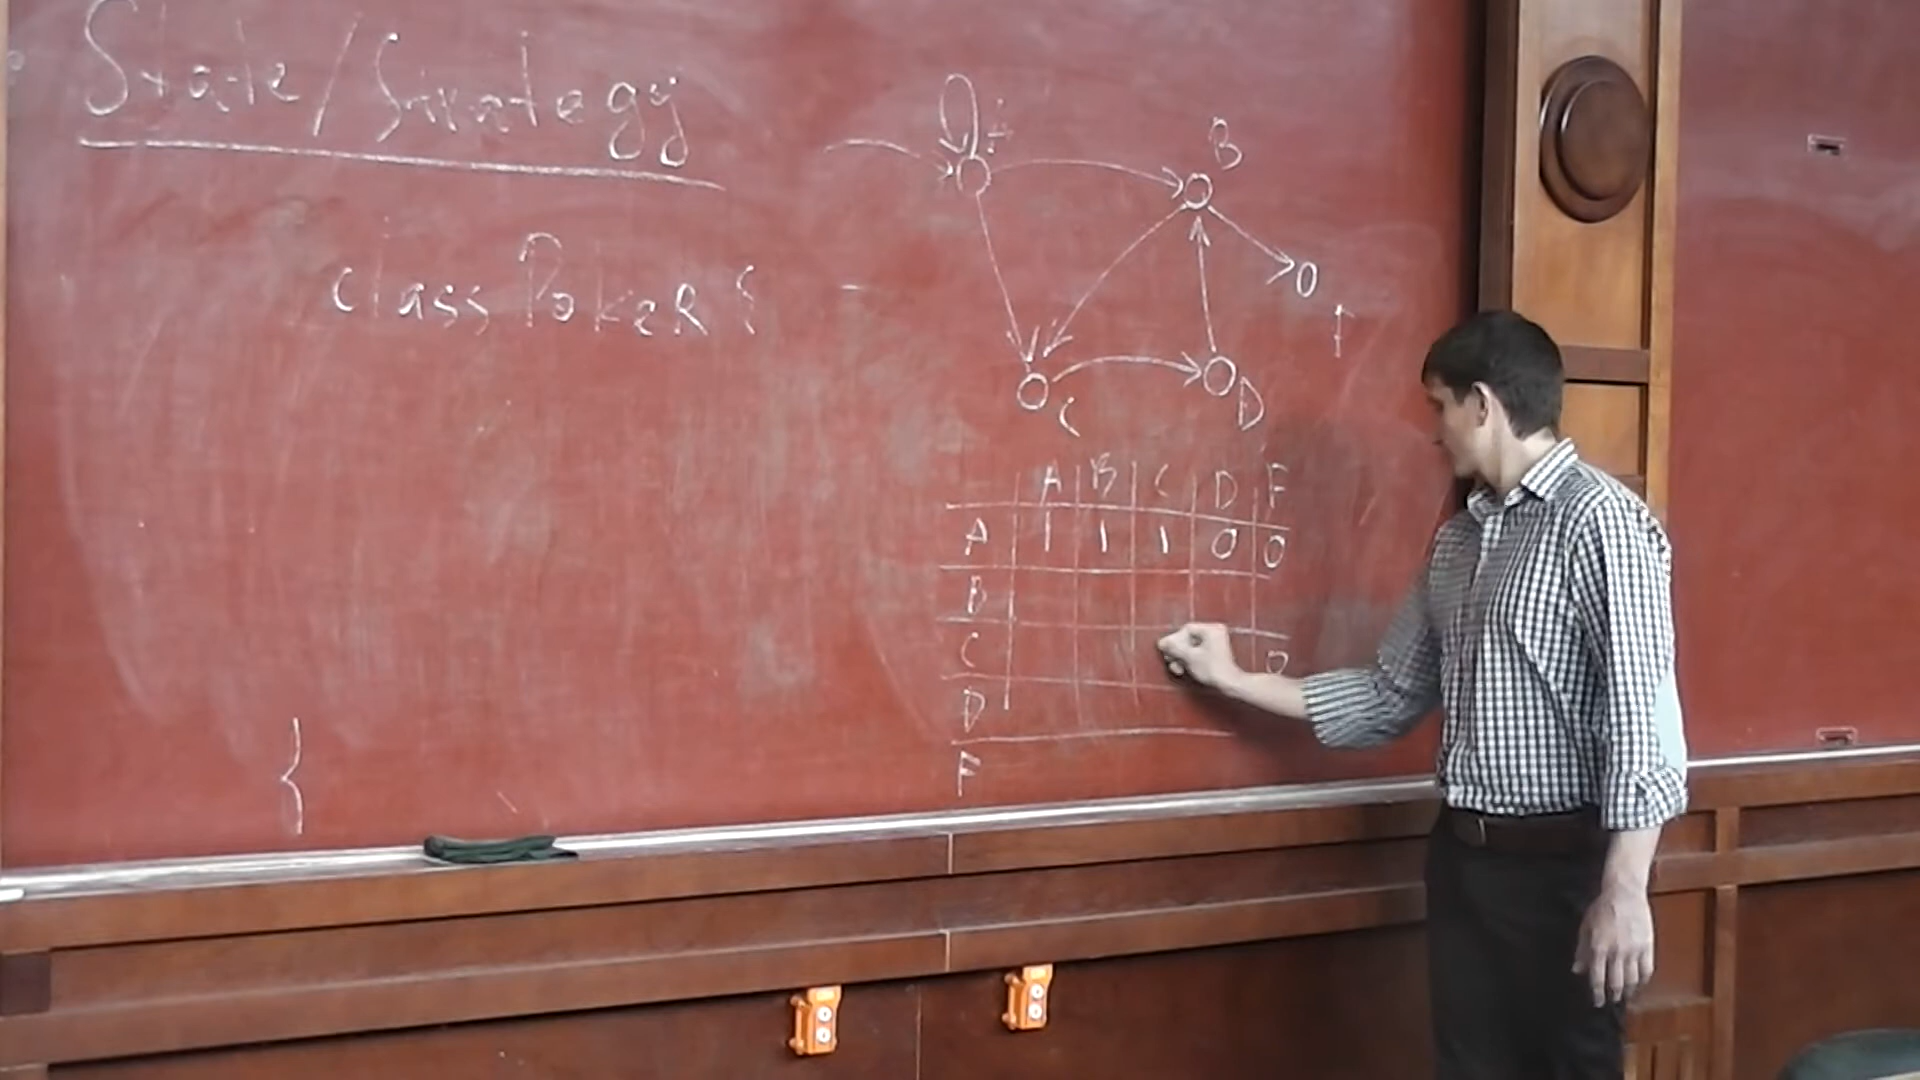 State/Strategy
class PokeR {
}
A
B
F
C
D
A B C D F
A 1 1 1 0 0
B
C 0
D
F